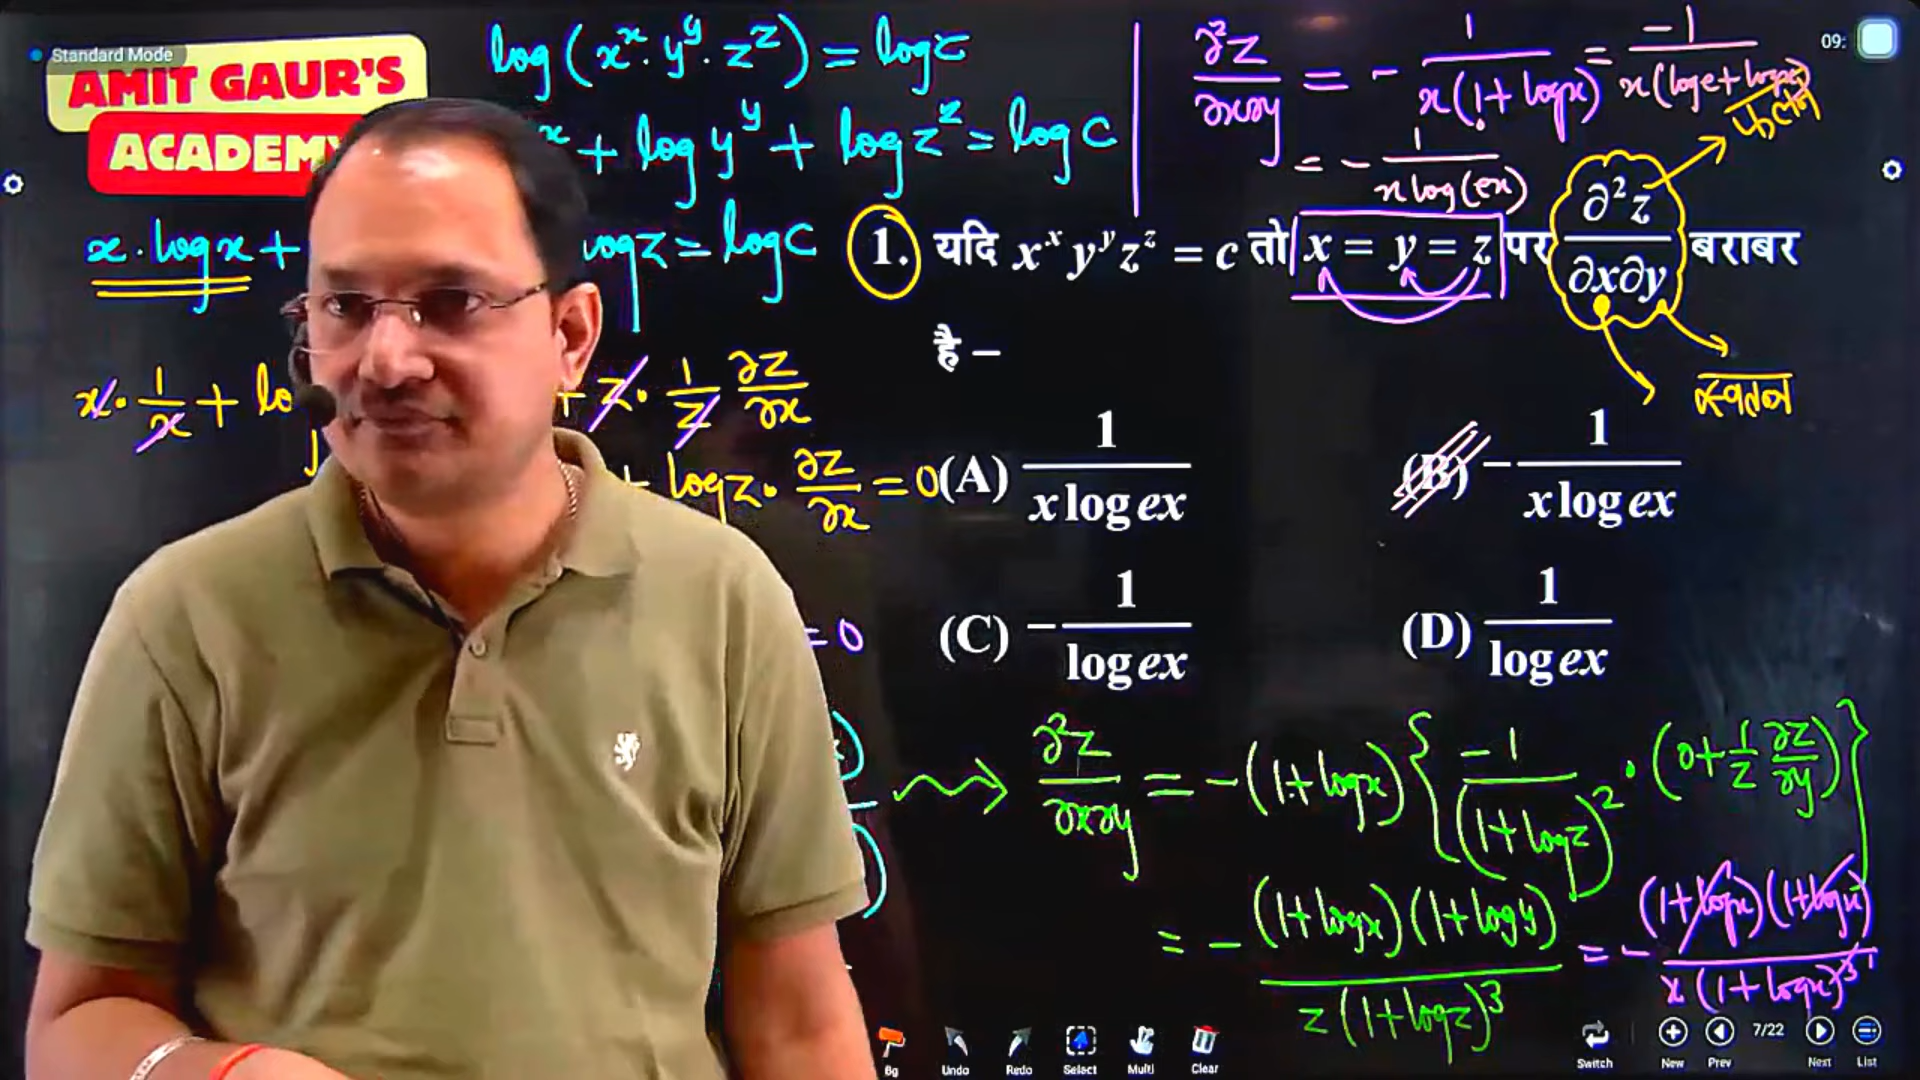 Standard Mode
AMIT GAUR'S
ACADEMY
09:
log(x^x · y^y · z^z) = log c
x + log y^y + log z^z = log c
x · log x +
log z = log c
x · 1/x + lo
+ z · 1/z ∂z/∂x
+ log z · ∂z/∂x = 0
= 0
∂²z/∂x∂y = - 1/x(1 + log x) = -1/x(log e + log x)
= - 1/x log(ex)
फलन
1. यदि x^x y^y z^z = c तो x = y = z पर ∂²z/∂x∂y बराबर
है –
स्वतन्त्र
(A) 1/x log ex
(B) - 1/x log ex
(C) - 1/log ex
(D) 1/log ex
∂²z/∂x∂y = -(1 + log x) { -1/(1 + log z)² · (0 + 1/z ∂z/∂y) }
= - (1 + log x)(1 + log y)/z(1 + log z)³ = - (1 + log x)(1 + log x)/x(1 + log x)³ 1
Bg
Undo
Redo
Select
Multi
Clear
Switch
New
Prev
7/22
Next
List